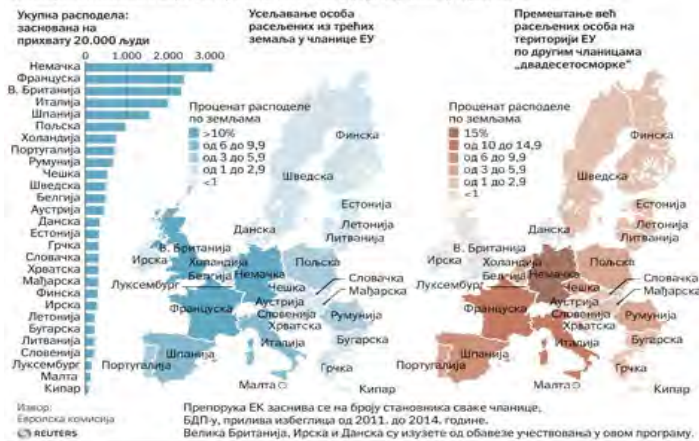 Укупна расподела:
заснована на
прихвату 20.000 људи
0 1.000 2.000 3.000
Немачка
Француска
В. Британија
Италија
Шпанија
Пољска
Холандија
Португалија
Румунија
Чешка
Шведска
Белгија
Аустрија
Данска
Естонија
Грчка
Словачка
Хрватска
Мађарска
Финска
Ирска
Летонија
Бугарска
Литванија
Словенија
Луксембург
Малта
Кипар
Усељавање особа
расељених из трећих
земаља у чланице ЕУ
Проценат расподеле
по земљама
>10%
од 6 до 9,9
од 3 до 5,9
од 1 до 2,9
<1
Финска
Шведска
Естонија
Данска
Летонија
Литванија
В. Британија
Ирска
Холандија
Пољска
Белгија
Немачка
Луксембург
Чешка
Словачка
Мађарска
Француска
Аустрија
Словенија
Хрватска
Румунија
Италија
Бугарска
Шпанија
Португалија
Грчка
Малта
Кипар
Премештање већ
расељених особа на
територији ЕУ
по другим чланицама
„двадесетосморке“
Проценат расподеле
по земљама
15%
од 10 до 14,9
од 6 до 9,9
од 3 до 5,9
од 1 до 2,9
<1
Финска
Шведска
Естонија
Данска
Летонија
Литванија
В. Британија
Ирска
Холандија
Пољска
Белгија
Немачка
Луксембург
Чешка
Словачка
Мађарска
Француска
Аустрија
Словенија
Хрватска
Румунија
Италија
Бугарска
Шпанија
Португалија
Грчка
Малта
Кипар
Извор:
Европска комисија
REUTERS
Препорука ЕК заснива се на броју становника сваке чланице,
БДП-у, прилива избеглица од 2011. до 2014. године.
Велика Британија, Ирска и Данска су изузете од обавезе учествовања у овом програму.